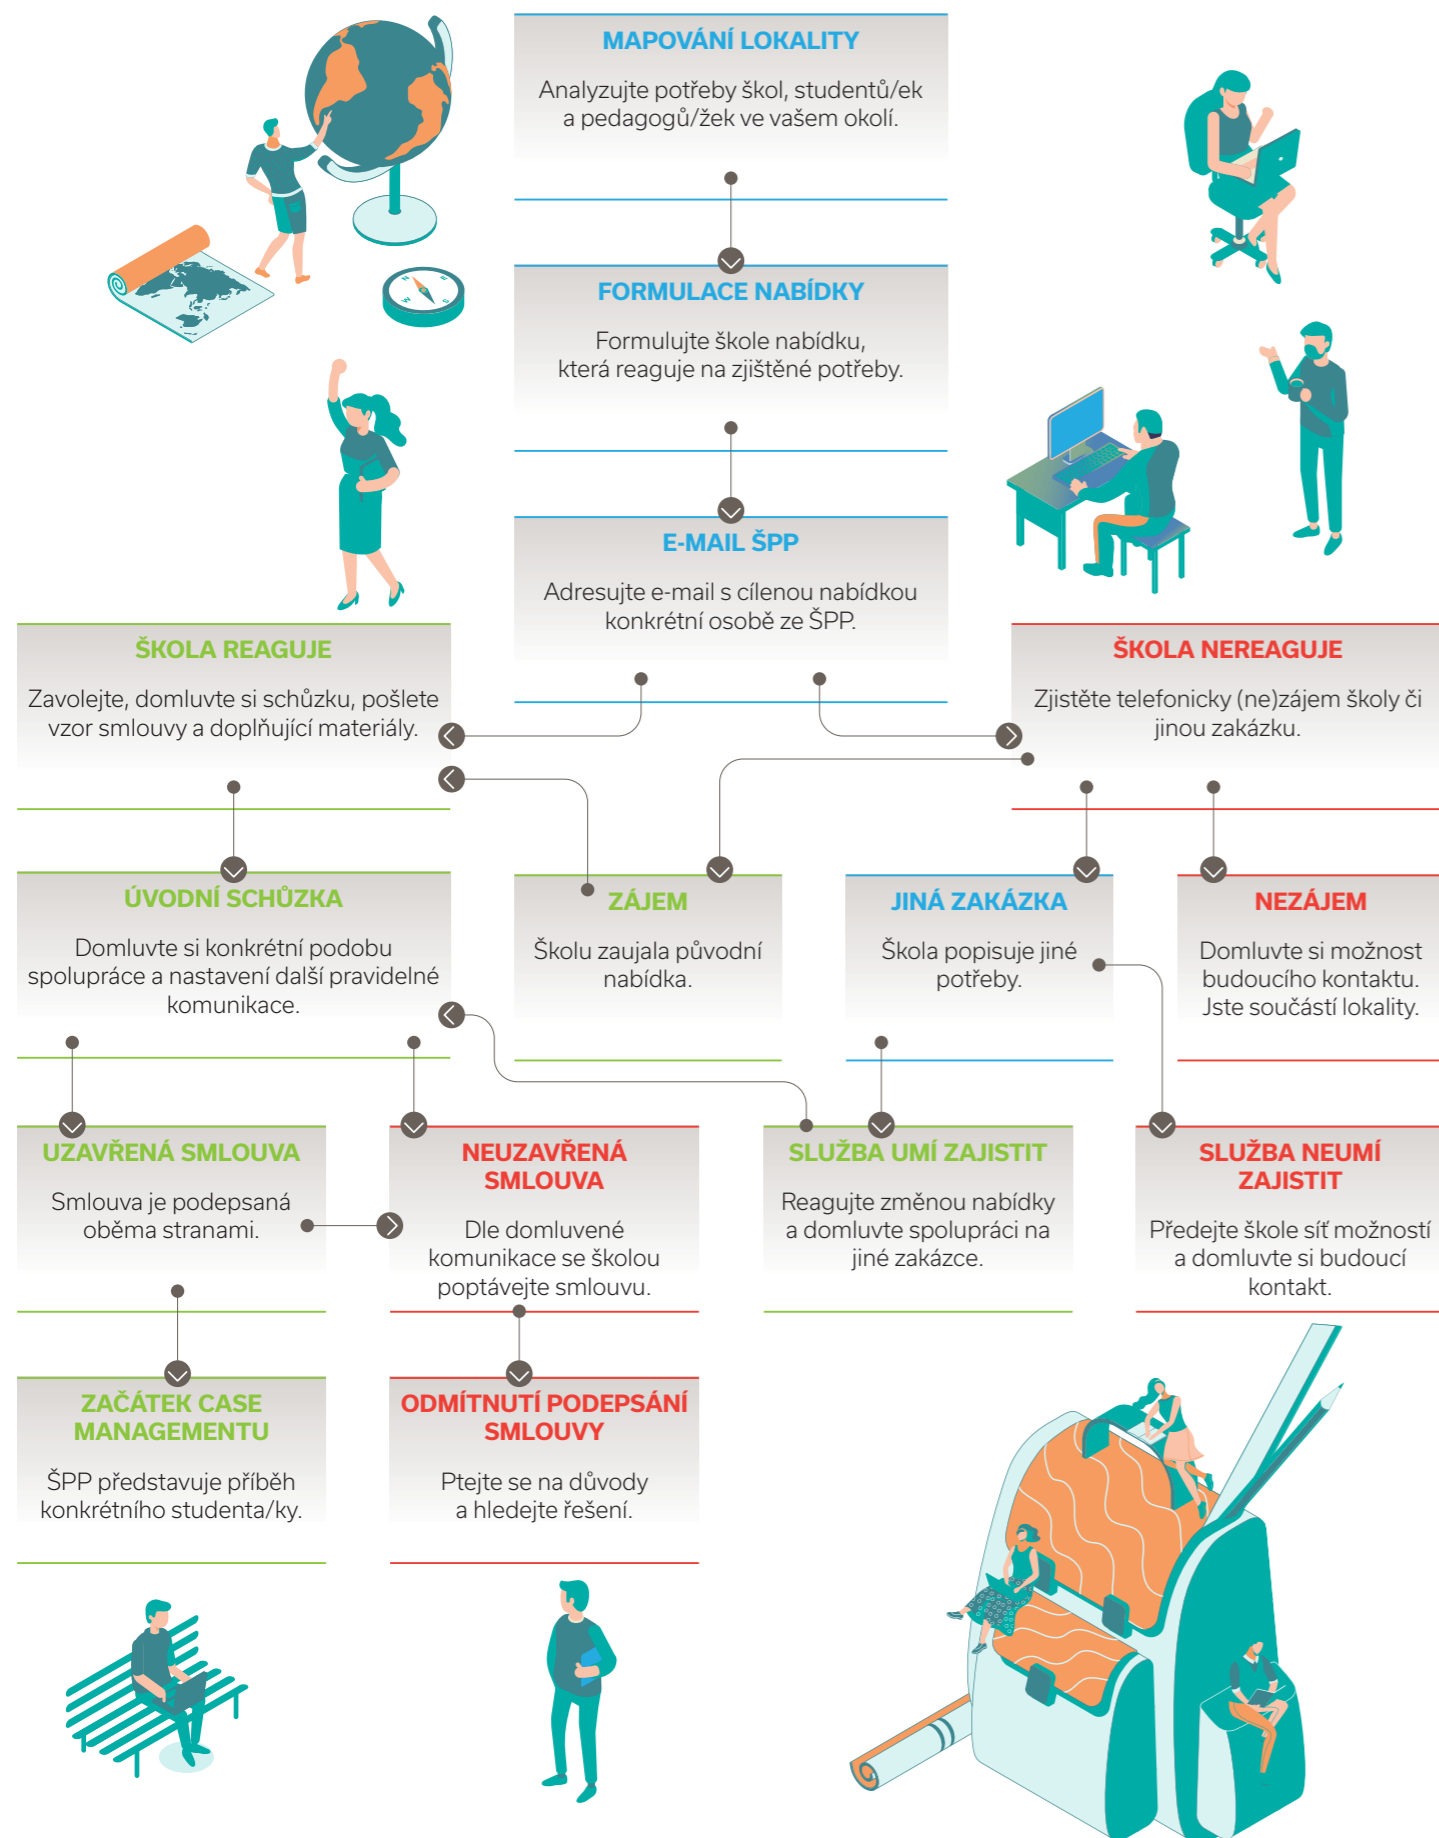 MAPOVÁNÍ LOKALITY
Analyzujte potřeby škol, studentů/ek
a pedagogů/žek ve vašem okolí.
FORMULACE NABÍDKY
Formulujte škole nabídku,
která reaguje na zjištěné potřeby.
E-MAIL ŠPP
Adresujte e-mail s cílenou nabídkou
konkrétní osobě ze ŠPP.
ŠKOLA REAGUJE
Zavolejte, domluvte si schůzku, pošlete
vzor smlouvy a doplňující materiály.
ŠKOLA NEREAGUJE
Zjistěte telefonicky (ne)zájem školy či
jinou zakázku.
ÚVODNÍ SCHŮZKA
Domluvte si konkrétní podobu
spolupráce a nastavení další pravidelné
komunikace.
ZÁJEM
Školu zaujala původní
nabídka.
JINÁ ZAKÁZKA
Škola popisuje jiné
potřeby.
NEZÁJEM
Domluvte si možnost
budoucího kontaktu.
Jste součástí lokality.
UZAVŘENÁ SMLOUVA
Smlouva je podepsaná
oběma stranami.
NEUZAVŘENÁ
SMLOUVA
Dle domluvené
komunikace se školou
poptávejte smlouvu.
SLUŽBA UMÍ ZAJISTIT
Reagujte změnou nabídky
a domluvte spolupráci na
jiné zakázce.
SLUŽBA NEUMÍ
ZAJISTIT
Předejte škole síť možností
a domluvte si budoucí
kontakt.
ZAČÁTEK CASE
MANAGEMENTU
ŠPP představuje příběh
konkrétního studenta/ky.
ODMÍTNUTÍ PODEPSÁNÍ
SMLOUVY
Ptejte se na důvody
a hledejte řešení.
N
E
W
S